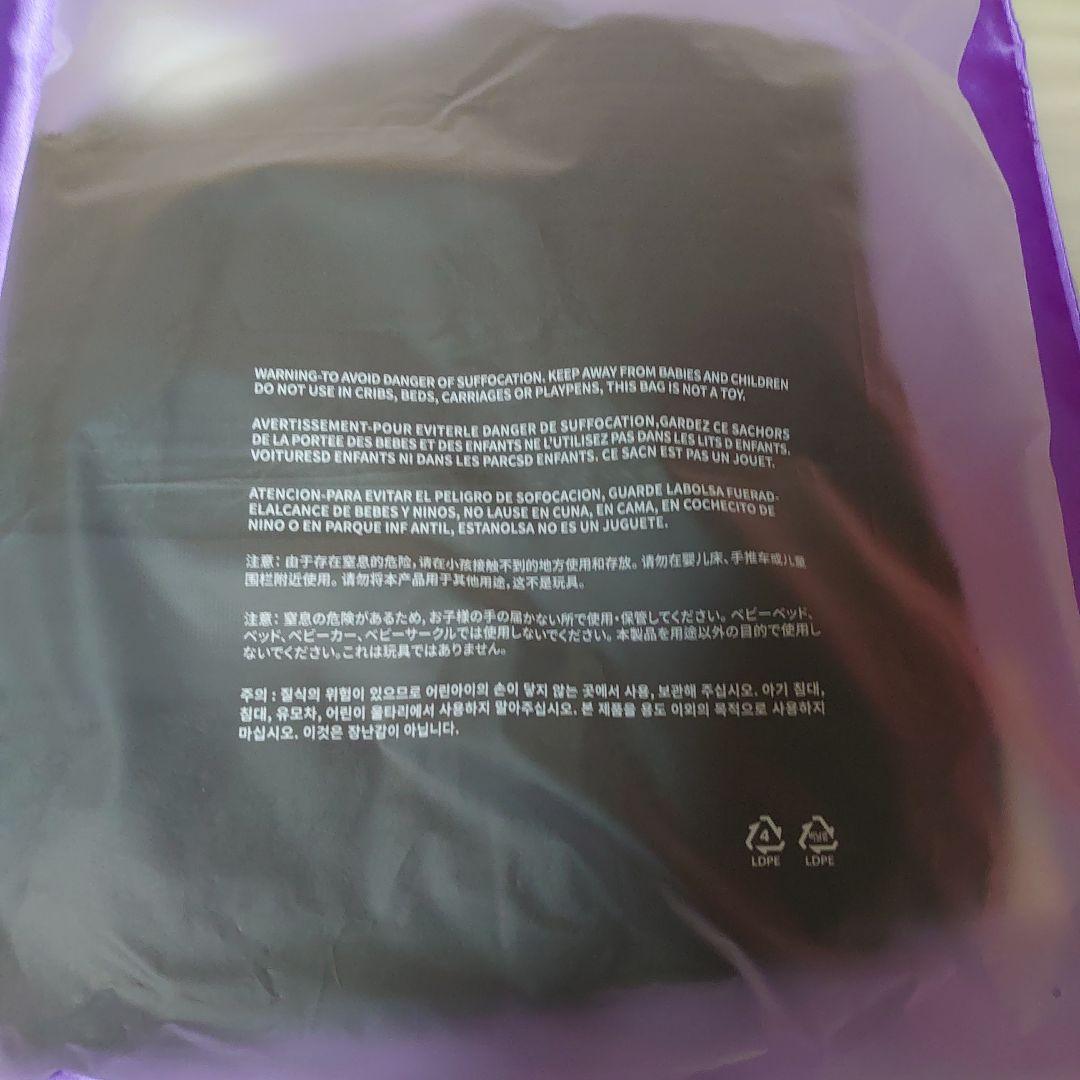 WARNING-TO AVOID DANGER OF SUFFOCATION. KEEP AWAY FROM BABIES AND CHILDREN
DO NOT USE IN CRIBS, BEDS, CARRIAGES OR PLAYPENS, THIS BAG IS NOT A TOY.
AVERTISSEMENT-POUR EVITERLE DANGER DE SUFFOCATION,GARDEZ CE SACHORS
DE LA PORTEE DES BEBES ET DES ENFANTS NE L'UTILISEZ PAS DANS LES LITS D ENFANTS.
VOITURESD ENFANTS NI DANS LES PARCSD ENFANTS. CE SACN EST PAS UN JOUET.
ATENCION-PARA EVITAR EL PELIGRO DE SOFOCACION, GUARDE LABOLSA FUERAD-
ELALCANCE DE BEBES Y NINOS, NO LAUSE EN CUNA, EN CAMA, EN COCHECITO DE
NINO O EN PARQUE INF ANTIL, ESTANOLSA NO ES UN JUGUETE.
注意：由于存在窒息的危险，请在小孩接触不到的地方使用和存放。请勿在婴儿床、手推车或儿童
围栏附近使用。请勿将本产品用于其他用途，这不是玩具。
注意：窒息の危険があるため，お子様の手の届かない所で使用・保管してください。ベビーベッド、
ベッド、ベビーカー、ベビーサークルでは使用しないでください。本製品を用途以外の目的で使用し
ないでください。これは玩具ではありません。
주의 : 질식의 위험이 있으므로 어린아이의 손이 닿지 않는 곳에서 사용, 보관해 주십시오. 아기 침대,
침대, 유모차, 어린이 울타리에서 사용하지 말아주십시오. 본 제품을 용도 이외의 목적으로 사용하지
마십시오. 이것은 장난감이 아닙니다.
4
LDPE LDPE